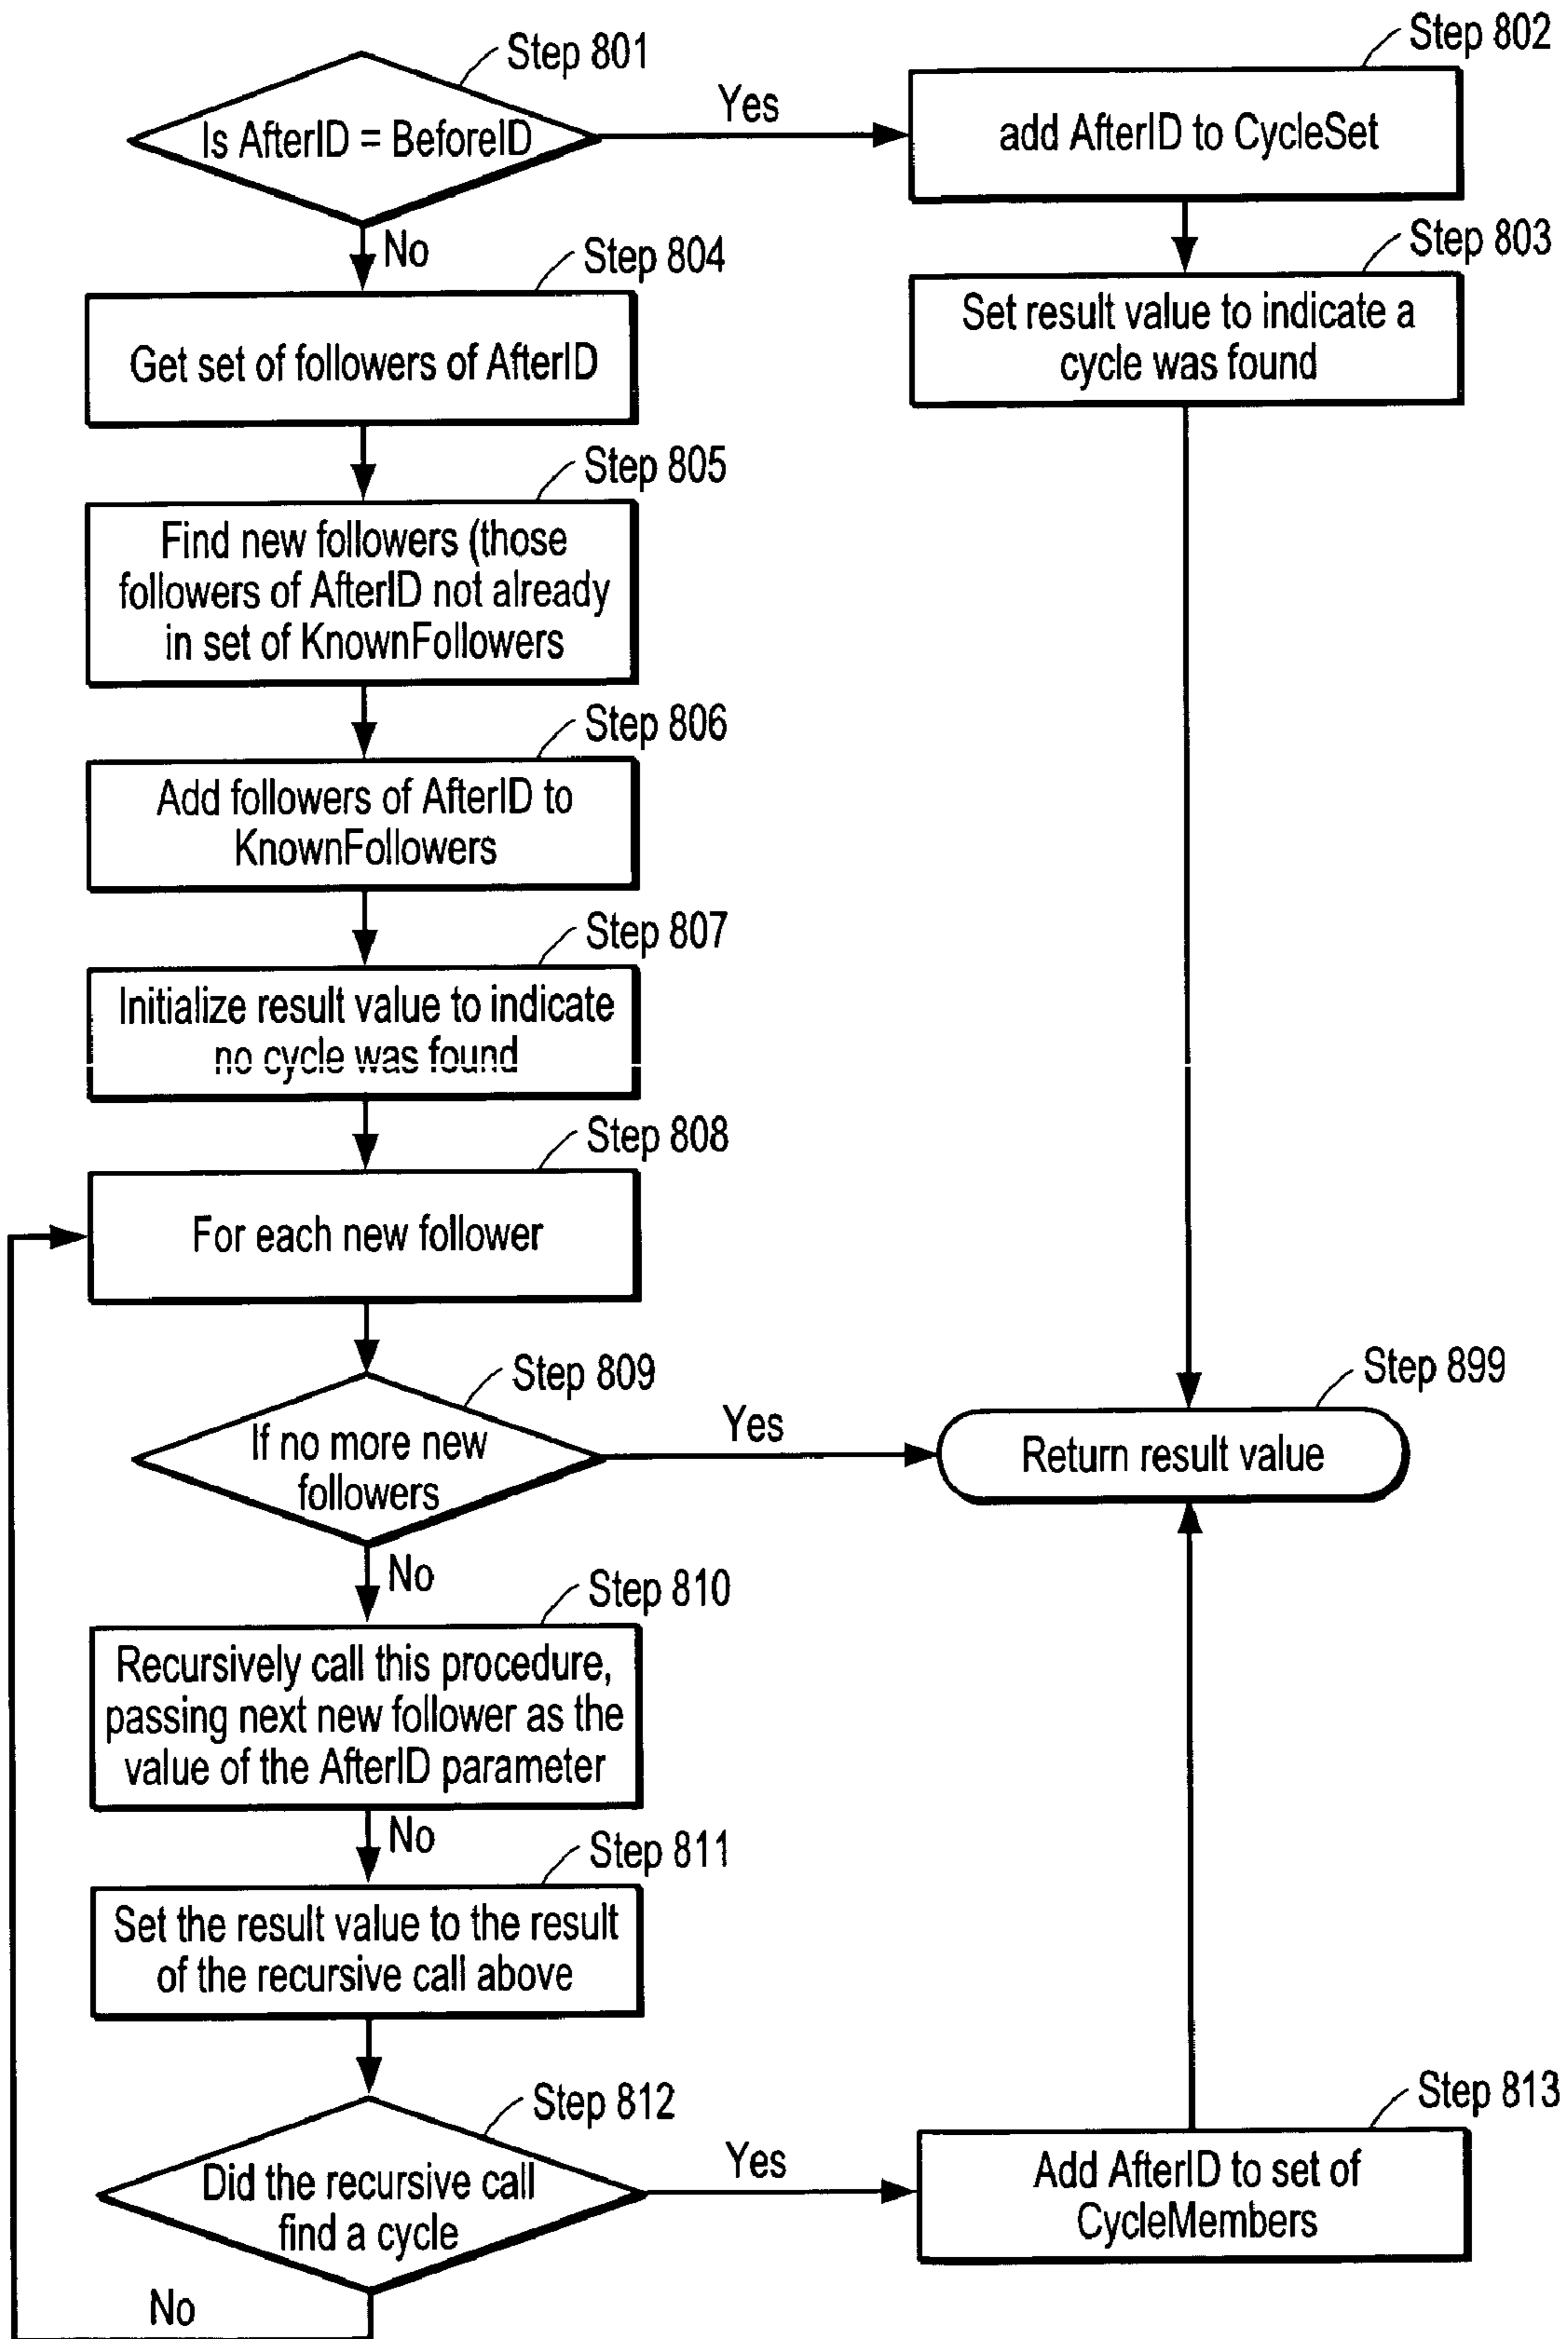 Step 801
Is AfterID = BeforeID
Yes
Step 802
add AfterID to CycleSet
No
Step 804
Get set of followers of AfterID
Step 803
Set result value to indicate a
cycle was found
Step 805
Find new followers (those
followers of AfterID not already
in set of KnownFollowers
Step 806
Add followers of AfterID to
KnownFollowers
Step 807
Initialize result value to indicate
no cycle was found
Step 808
For each new follower
Step 809
If no more new
followers
Yes
Step 899
Return result value
No
Step 810
Recursively call this procedure,
passing next new follower as the
value of the AfterID parameter
No
Step 811
Set the result value to the result
of the recursive call above
Step 812
Did the recursive call
find a cycle
Yes
Step 813
Add AfterID to set of
CycleMembers
No